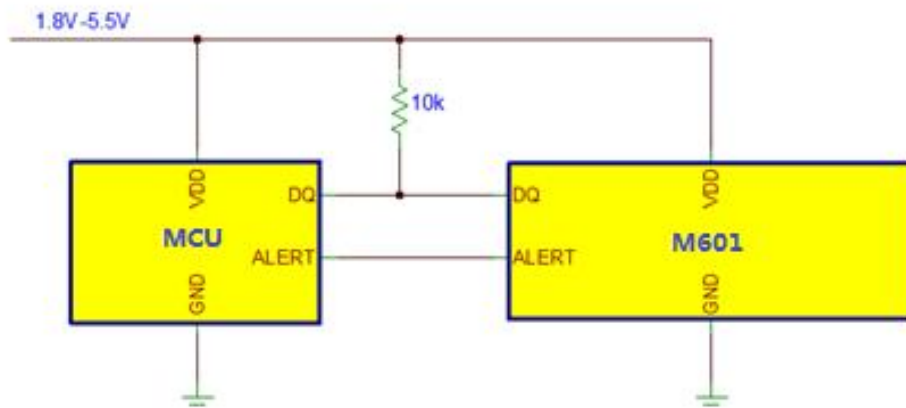 1.8V-5.5V
10k
VDD
DQ
MCU
ALERT
GND
VDD
DQ
M601
ALERT
GND